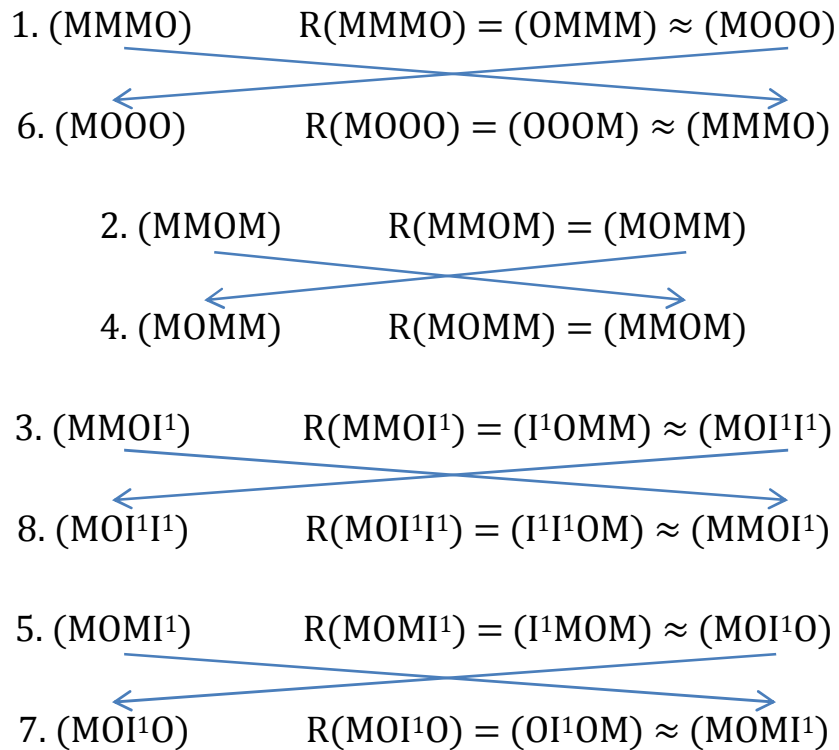 1. (MMMO) R(MMMO) = (OMMM) ≈ (MOOO)
6. (MOOO) R(MOOO) = (OOOM) ≈ (MMMO)
2. (MMOM) R(MMOM) = (MOMM)
4. (MOMM) R(MOMM) = (MMOM)
3. (MMOI¹) R(MMOI¹) = (I¹OMM) ≈ (MOI¹I¹)
8. (MOI¹I¹) R(MOI¹I¹) = (I¹I¹OM) ≈ (MMOI¹)
5. (MOMI¹) R(MOMI¹) = (I¹MOM) ≈ (MOI¹O)
7. (MOI¹O) R(MOI¹O) = (OI¹OM) ≈ (MOMI¹)